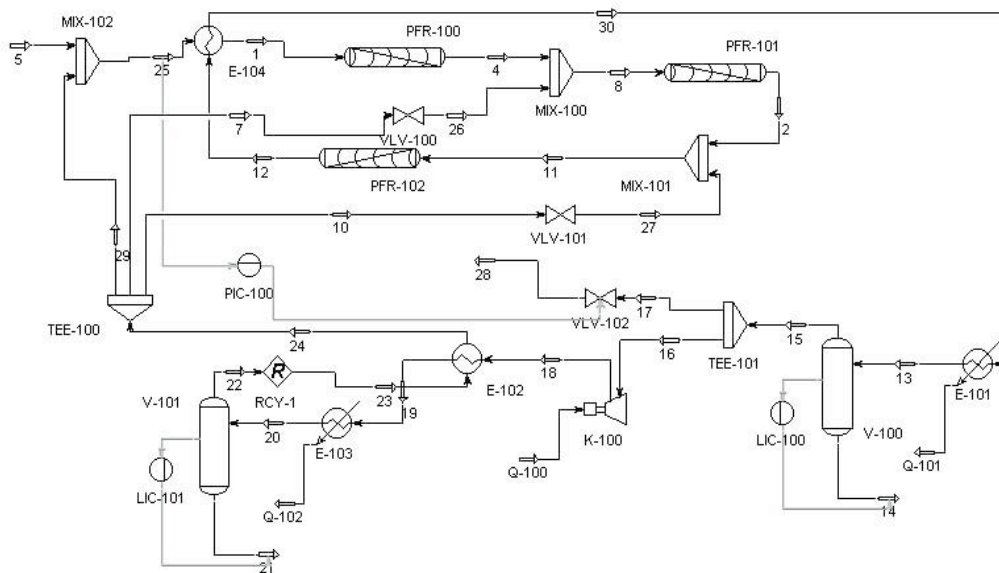 30
MIX-102
PFR-100
PFR-101
5
25
1
4
8
E-104
MIX-100
7
26
2
VLV-100
12
PFR-102
11
MIX-101
10
27
VLV-101
29
28
PIC-100
17
VLV-102
15
TEE-100
24
16
TEE-101
18
13
22
R
23
E-102
V-101
RCY-1
19
E-101
20
K-100
LIC-100
V-100
E-103
LIC-101
Q-100
Q-101
14
Q-102
21